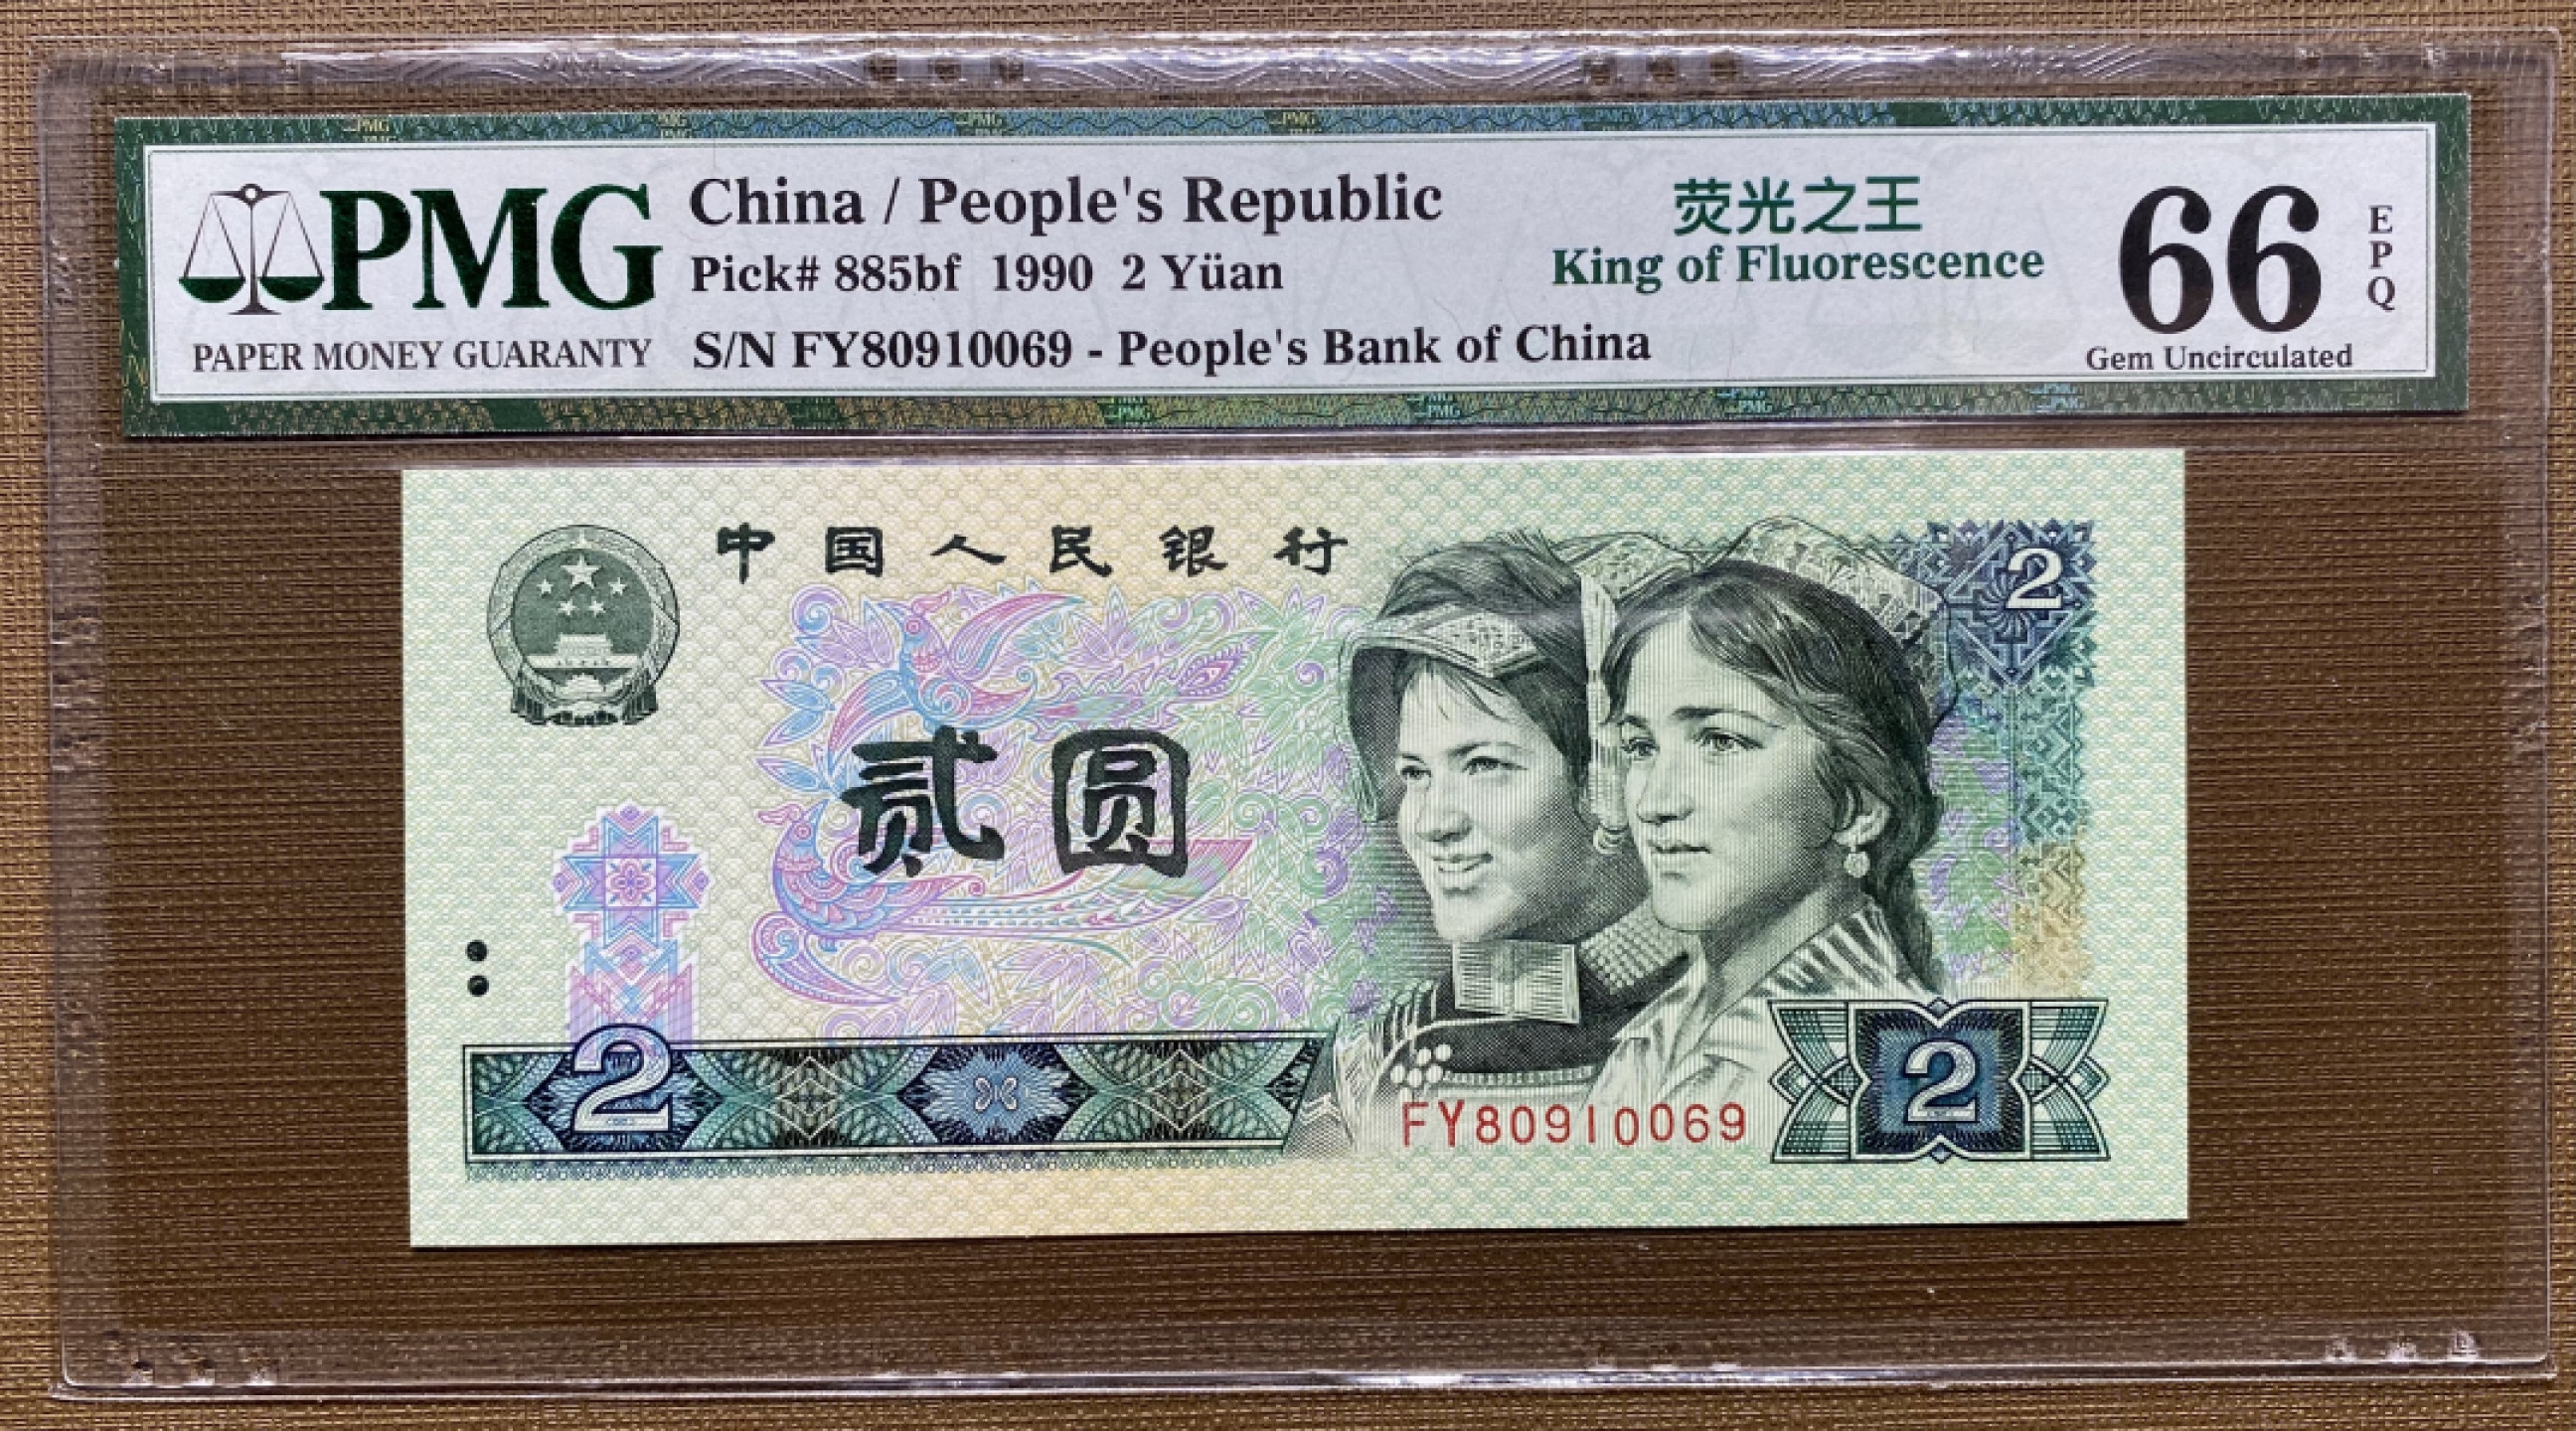 PMG
PAPER MONEY GUARANTY
China / People's Republic
Pick# 885bf 1990 2 Yüan
S/N FY80910069 - People's Bank of China
荧光之王
King of Fluorescence
66
EPQ
Gem Uncirculated
中国人民银行
2
贰圆
2
FY80910069
2